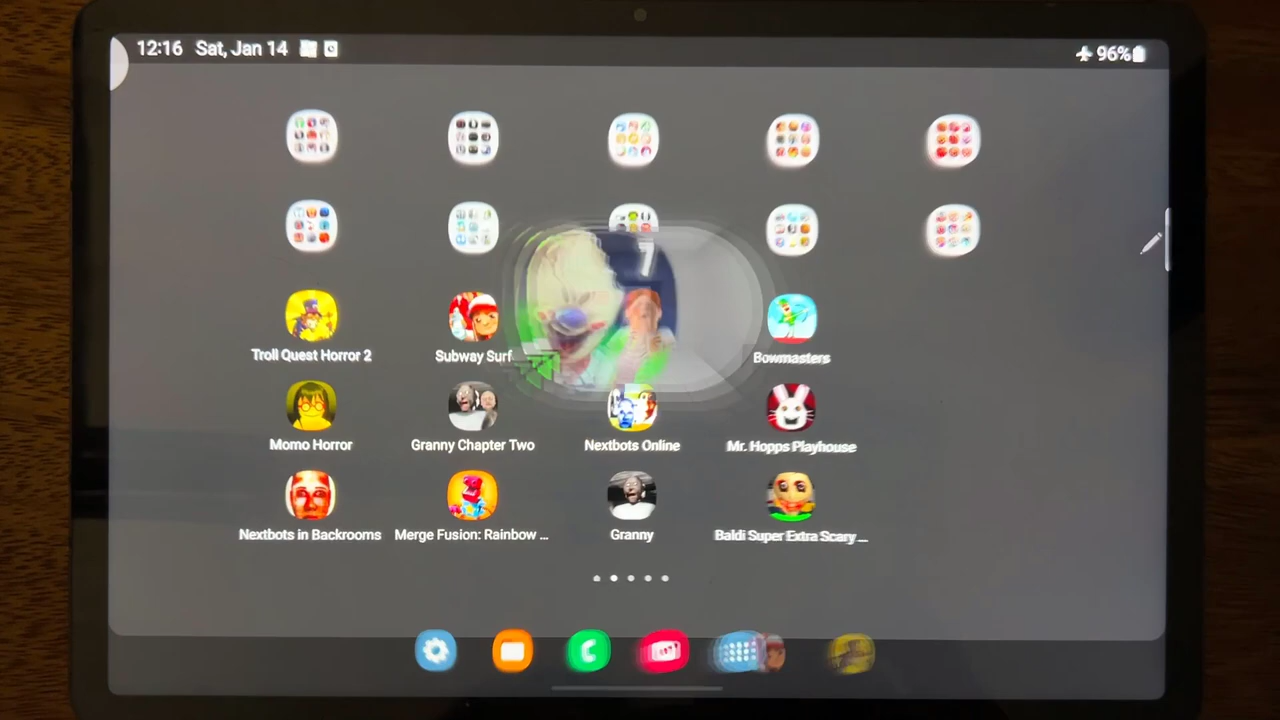 12:16 Sat, Jan 14 96%
7
Troll Quest Horror 2 Subway Surf Bowmasters
Momo Horror Granny Chapter Two Nextbots Online Mr. Hopps Playhouse
Nextbots in Backrooms Merge Fusion: Rainbow ... Granny Baldi Super Extra Scary ...